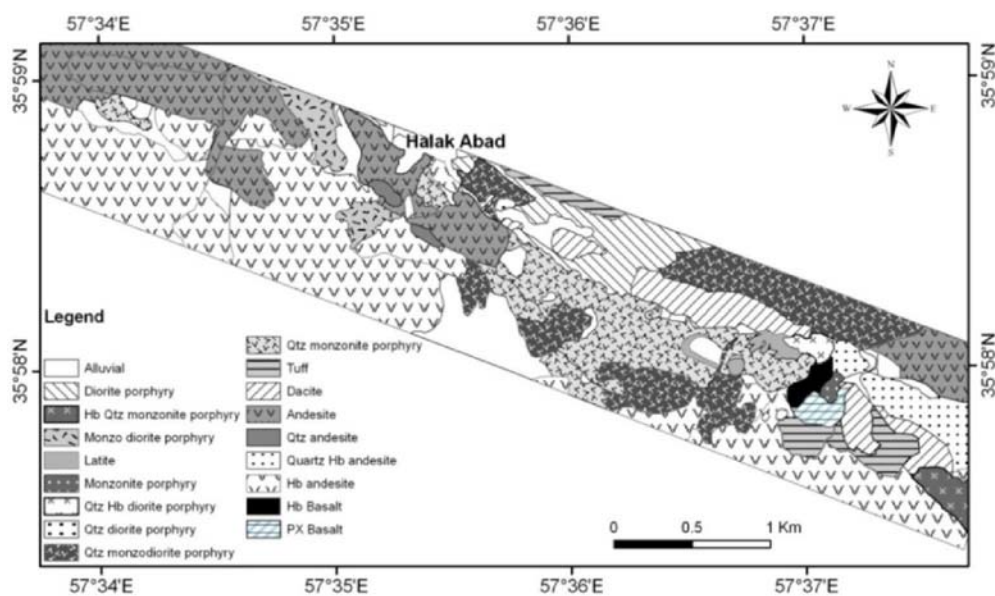 57°34'E 57°35'E 57°36'E 57°37'E
35°59'N
35°59'N
N
W E
S
Halak Abad
35°58'N
35°58'N
Legend
Alluvial
Diorite porphyry
Hb Qtz monzonite porphyry
Monzo diorite porphyry
Latite
Monzonite porphyry
Qtz Hb diorite porphyry
Qtz diorite porphyry
Qtz monzodiorite porphyry
Qtz monzonite porphyry
Tuff
Dacite
Andesite
Qtz andesite
Quartz Hb andesite
Hb andesite
Hb Basalt
PX Basalt
0 0.5 1 Km
57°34'E 57°35'E 57°36'E 57°37'E